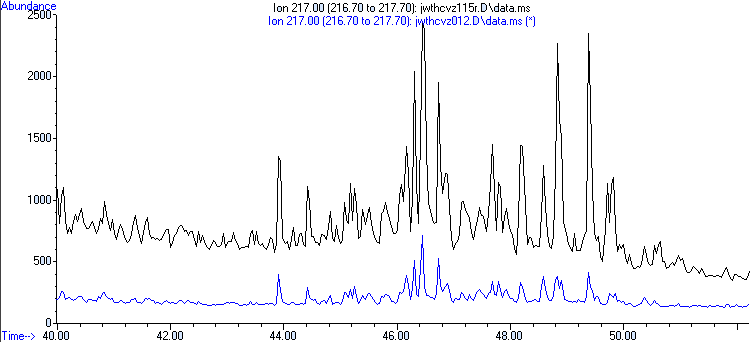 Abundance
Ion 217.00 (216.70 to 217.70): jwthcvz115r.D\data.ms
Ion 217.00 (216.70 to 217.70): jwthcvz012.D\data.ms (*)
2500
2000
1500
1000
500
0
40.00 42.00 44.00 46.00 48.00 50.00
Time-->